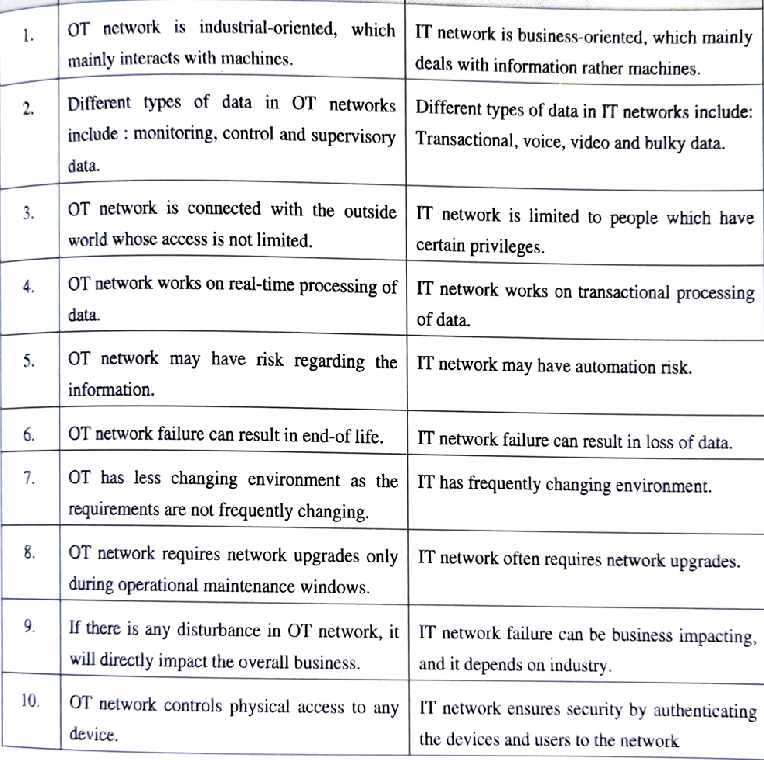 1.
OT network is industrial-oriented, which
mainly interacts with machines.
IT network is business-oriented, which mainly
deals with information rather machines.
2.
Different types of data in OT networks
include : monitoring, control and supervisory
data.
Different types of data in IT networks include:
Transactional, voice, video and bulky data.
3.
OT network is connected with the outside
world whose access is not limited.
IT network is limited to people which have
certain privileges.
4.
OT network works on real-time processing of
data.
IT network works on transactional processing
of data.
5.
OT network may have risk regarding the
information.
IT network may have automation risk.
6.
OT network failure can result in end-of life.
IT network failure can result in loss of data.
7.
OT has less changing environment as the
requirements are not frequently changing.
IT has frequently changing environment.
8.
OT network requires network upgrades only
during operational maintenance windows.
IT network often requires network upgrades.
9.
If there is any disturbance in OT network, it
will directly impact the overall business.
IT network failure can be business impacting,
and it depends on industry.
10.
OT network controls physical access to any
device.
IT network ensures security by authenticating
the devices and users to the network